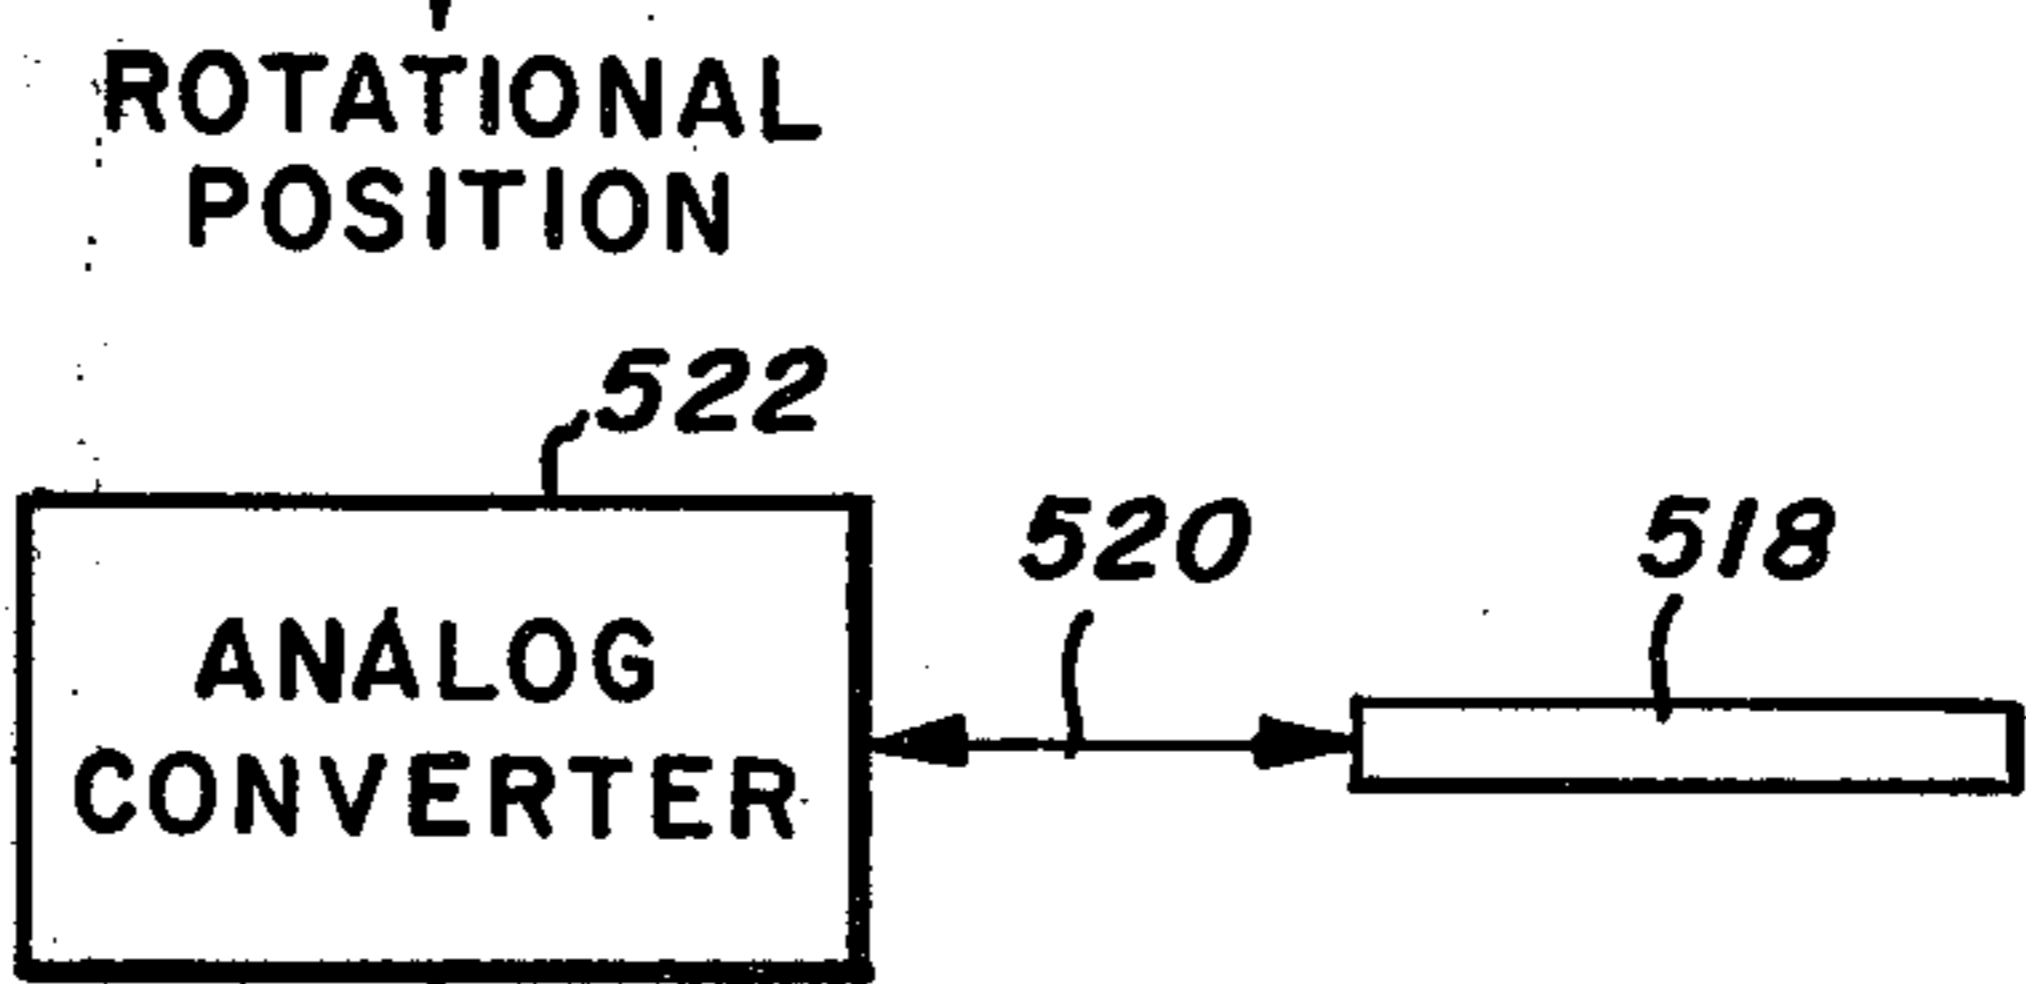 ROTATIONAL
POSITION
522
520
518
ANALOG
CONVERTER